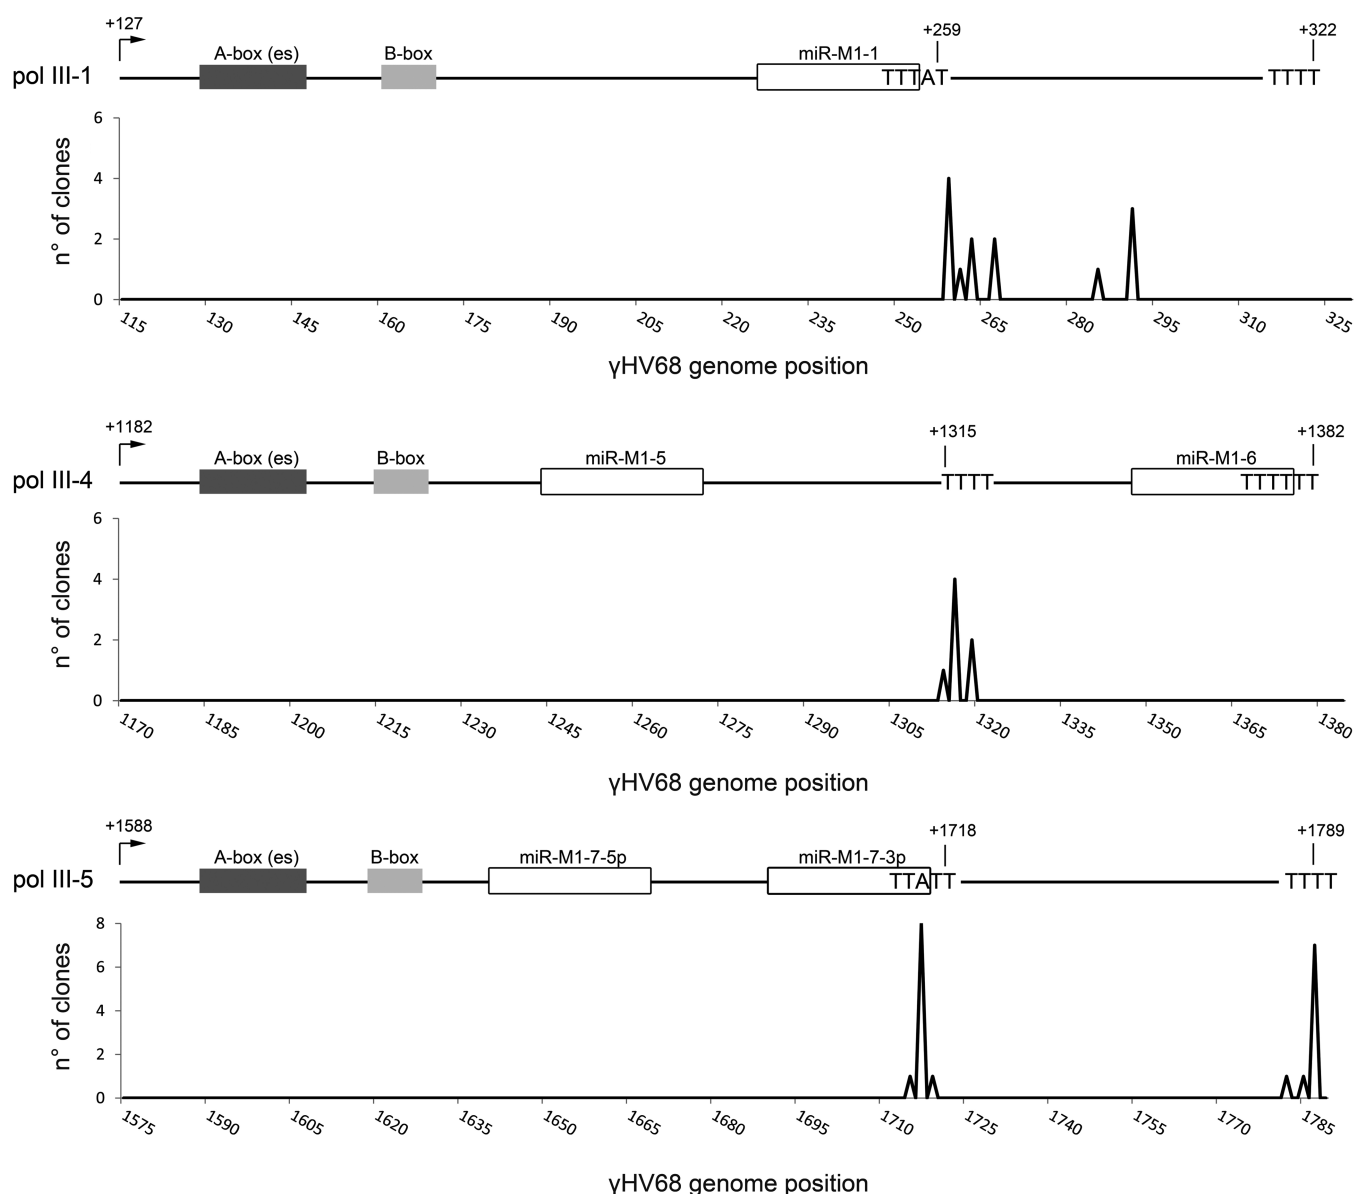 +127 +259 +322
A-box (es) B-box miR-M1-1
pol III-1 TTTAT TTTT
6
4
2
0
n° of clones
115 130 145 160 175 190 205 220 235 250 265 280 295 310 325
γHV68 genome position
+1182 +1315 +1382
A-box (es) B-box miR-M1-5 miR-M1-6
pol III-4 TTTT TTTTTT
6
4
2
0
n° of clones
1170 1185 1200 1215 1230 1245 1260 1275 1290 1305 1320 1335 1350 1365 1380
γHV68 genome position
+1588 +1718 +1789
A-box (es) B-box miR-M1-7-5p miR-M1-7-3p
pol III-5 TTATT TTTT
8
6
4
2
0
n° of clones
1575 1590 1605 1620 1635 1650 1665 1680 1695 1710 1725 1740 1755 1770 1785
γHV68 genome position